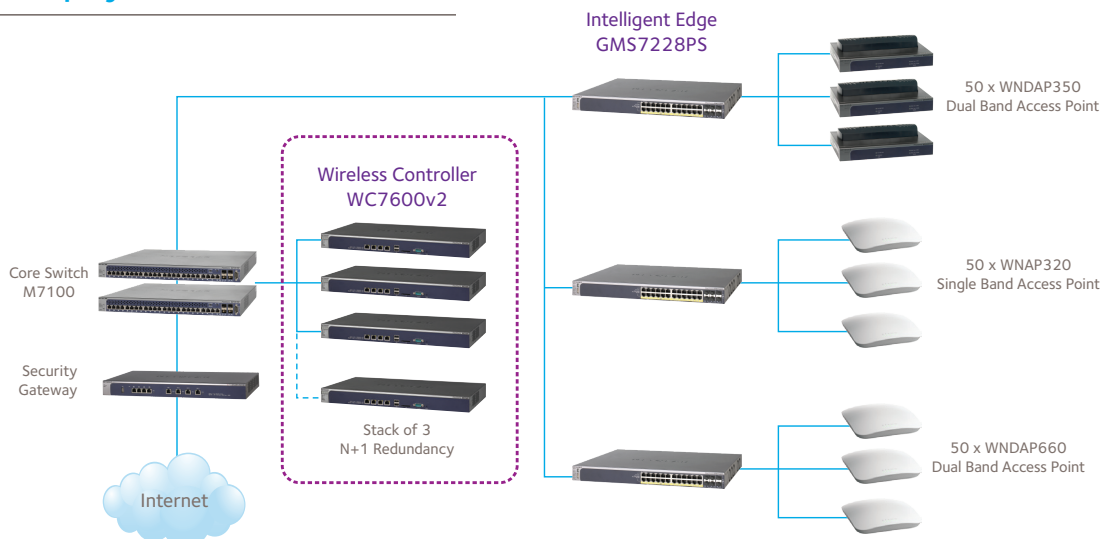 Intelligent Edge
GMS7228PS
50 x WNDAP350
Dual Band Access Point
Wireless Controller
WC7600v2
Core Switch
M7100
50 x WNAP320
Single Band Access Point
Security
Gateway
Stack of 3
N+1 Redundancy
50 x WNDAP660
Dual Band Access Point
Internet